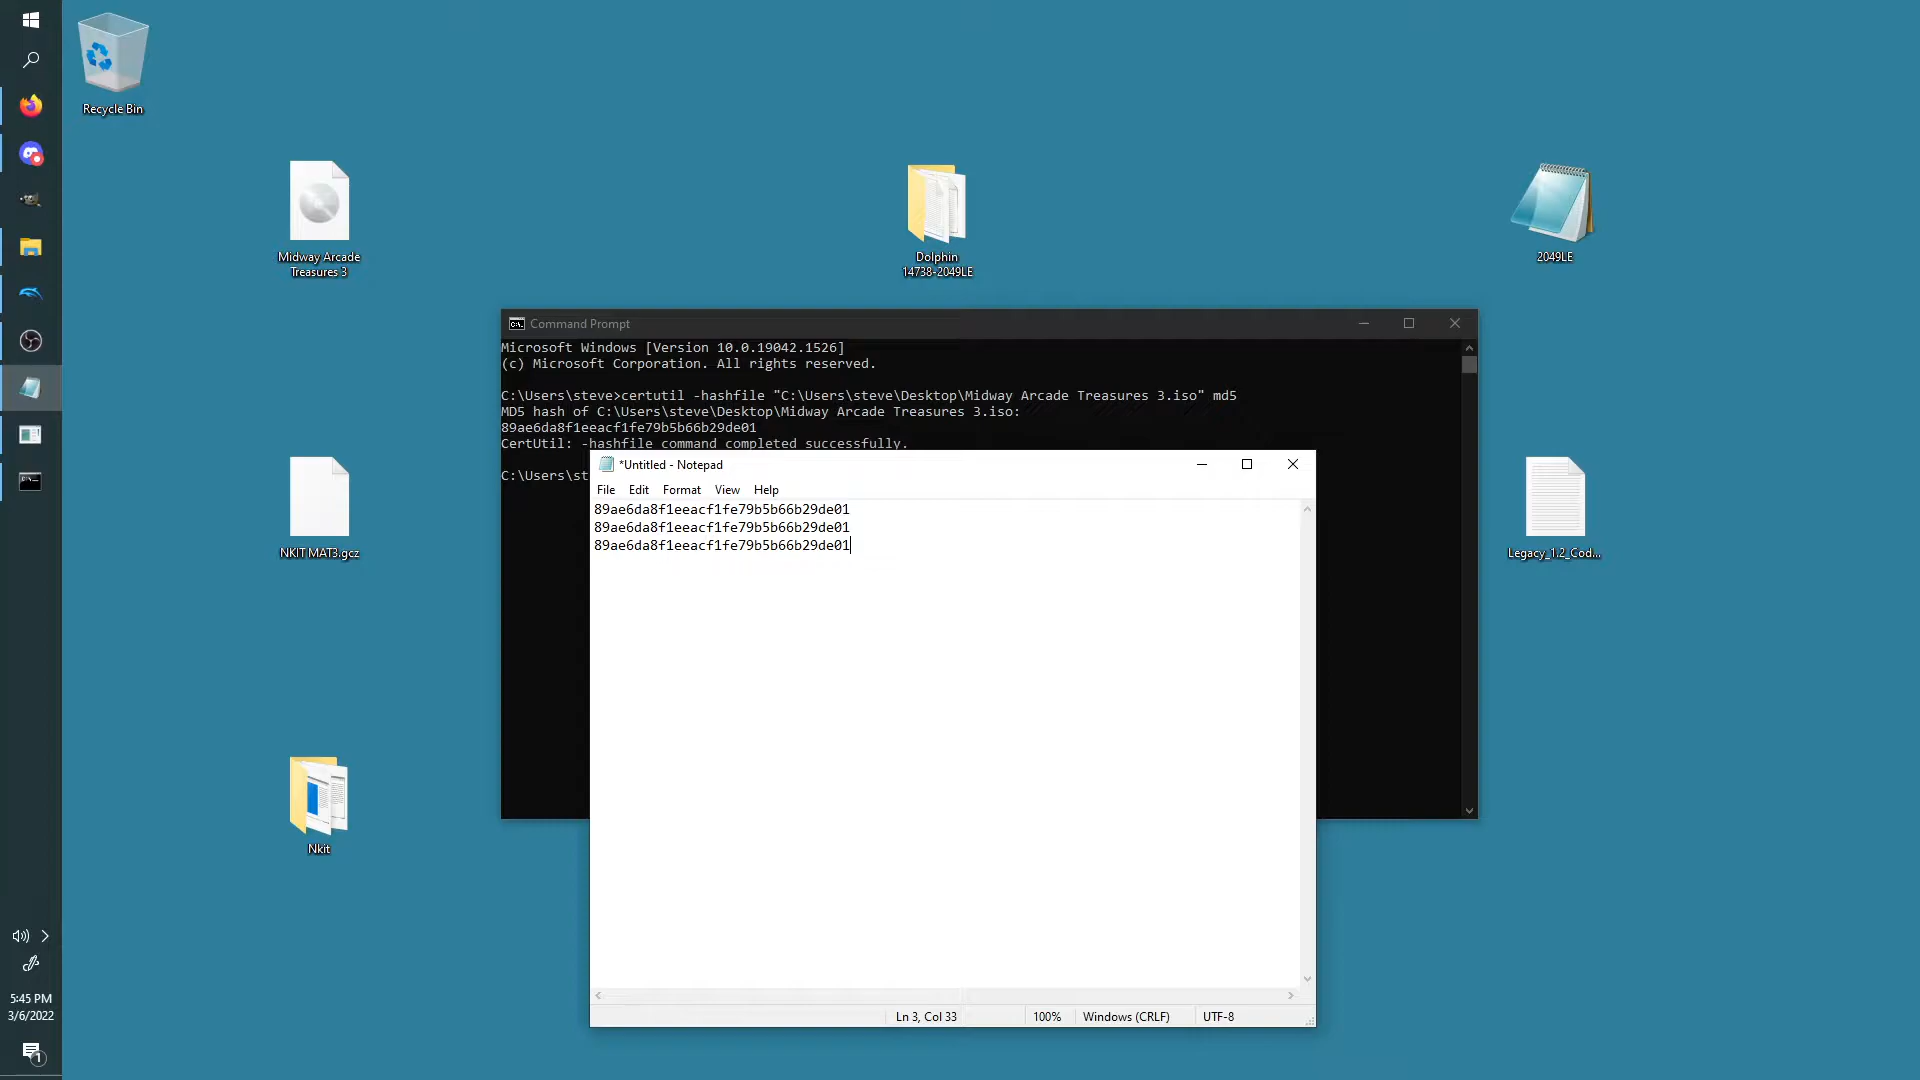 Recycle Bin
Midway Arcade
Treasures 3
Dolphin
14738-2049LE
2049LE
Command Prompt
Microsoft Windows [Version 10.0.19042.1526]
(c) Microsoft Corporation. All rights reserved.
C:\Users\steve>certutil -hashfile "C:\Users\steve\Desktop\Midway Arcade Treasures 3.iso" md5
MD5 hash of C:\Users\steve\Desktop\Midway Arcade Treasures 3.iso:
89ae6da8f1eeacf1fe79b5b66b29de01
CertUtil: -hashfile command completed successfully.
C:\Users\st
*Untitled - Notepad
File Edit Format View Help
89ae6da8f1eeacf1fe79b5b66b29de01
89ae6da8f1eeacf1fe79b5b66b29de01
89ae6da8f1eeacf1fe79b5b66b29de01
Ln 3, Col 33 100% Windows (CRLF) UTF-8
NKIT MAT3.gcz
Legacy_1.2_Cod...
Nkit
5:45 PM
3/6/2022
1